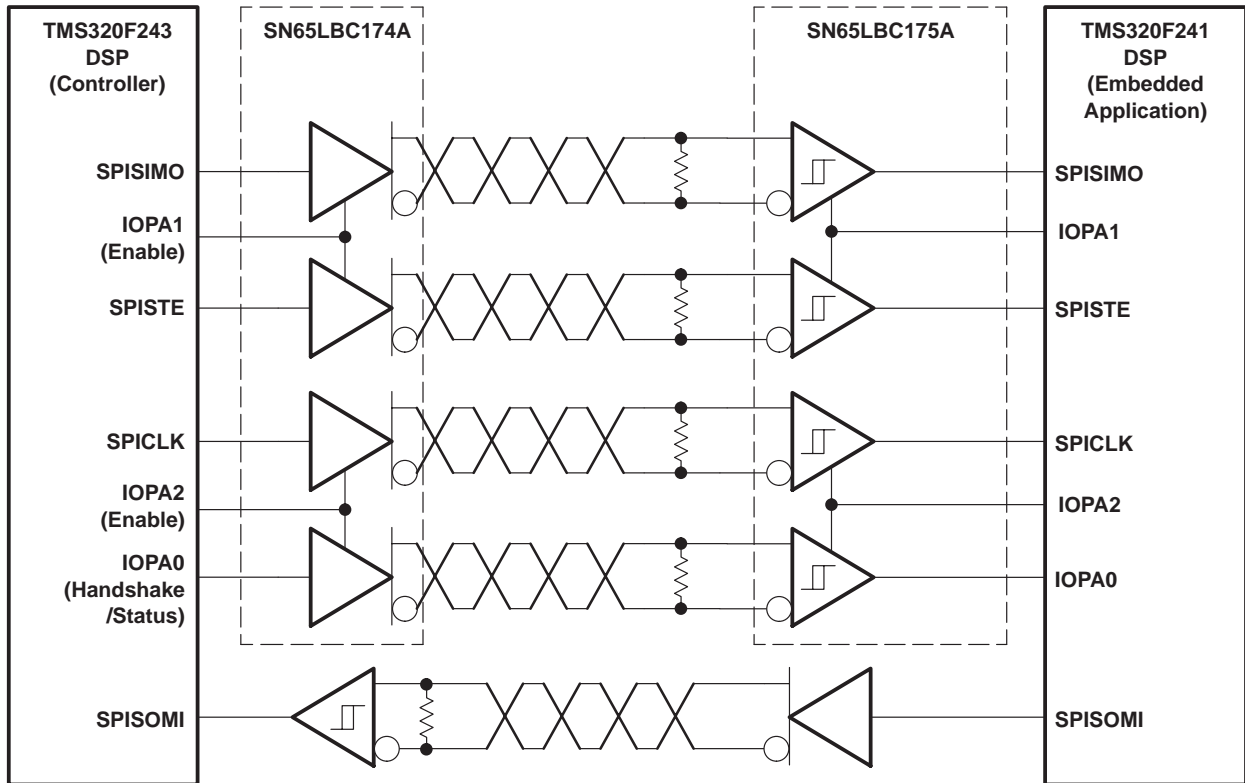 TMS320F243
DSP
(Controller)
SN65LBC174A
SN65LBC175A
TMS320F241
DSP
(Embedded
Application)
SPISIMO
SPISIMO
IOPA1
(Enable)
IOPA1
SPISTE
SPISTE
SPICLK
SPICLK
IOPA2
(Enable)
IOPA2
IOPA0
(Handshake
/Status)
IOPA0
SPISOMI
SPISOMI